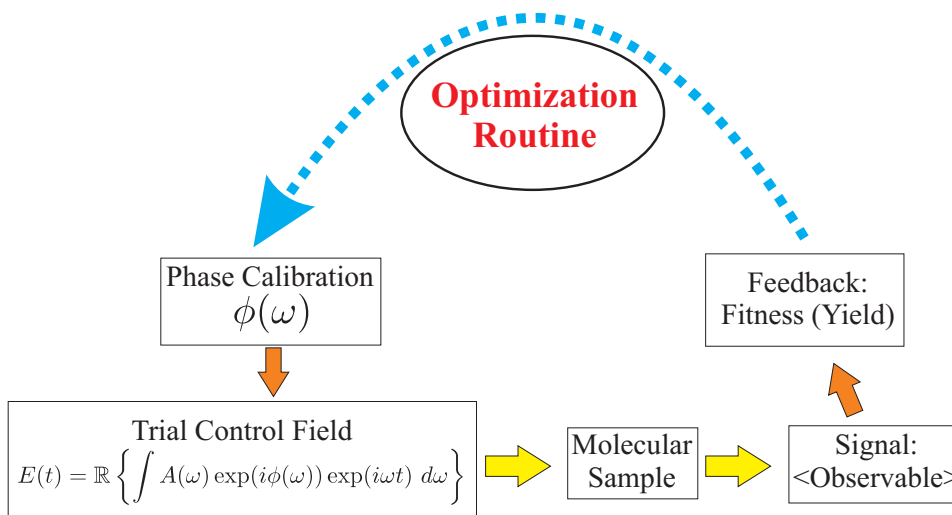 Optimization
Routine
Phase Calibration
ϕ(ω)
Feedback:
Fitness (Yield)
Trial Control Field
E(t) = ℝ { ∫ A(ω) exp(iϕ(ω)) exp(iωt) dω }
Molecular
Sample
Signal:
<Observable>